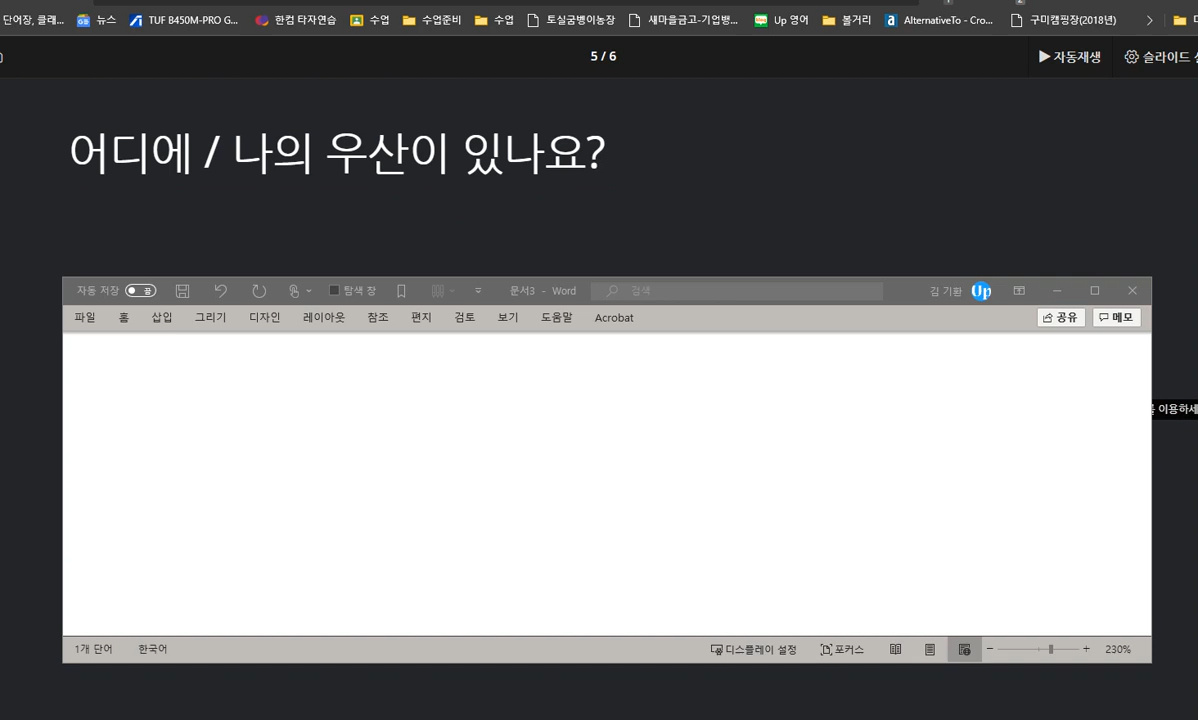 단어장, 클래... 뉴스 TUF B450M-PRO G... 한컴 타자연습 수업 수업준비 수업 토실굼벵이농장 새마을금고-기업뱅... Up 영어 볼거리 AlternativeTo - Cro... 구미캠핑장(2018년)
5 / 6
자동재생 슬라이드
어디에 / 나의 우산이 있나요?
자동 저장 끔 탐색 창 문서3 - Word 검색 김 기환 Up
파일 홈 삽입 그리기 디자인 레이아웃 참조 편지 검토 보기 도움말 Acrobat 공유 메모
이용하세
1개 단어 한국어 디스플레이 설정 포커스 230%